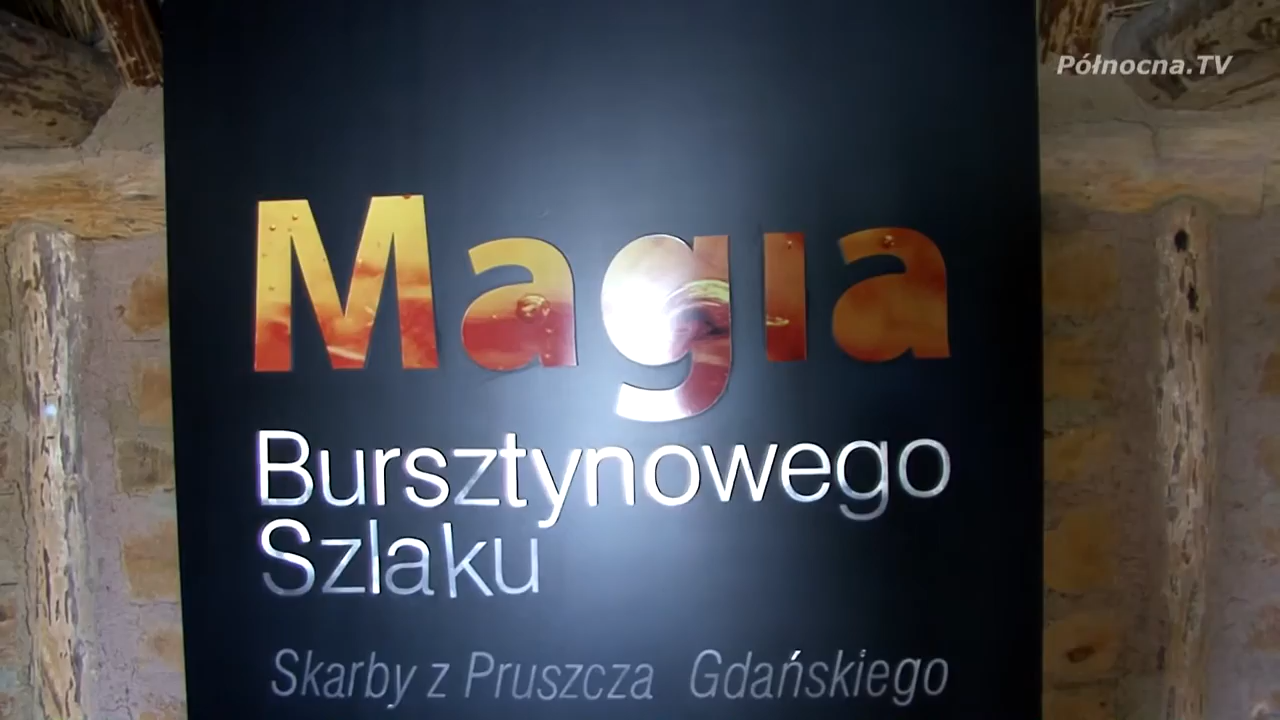 Północna.TV
Magia
Bursztynowego
Szlaku
Skarby z Pruszcza Gdańskiego